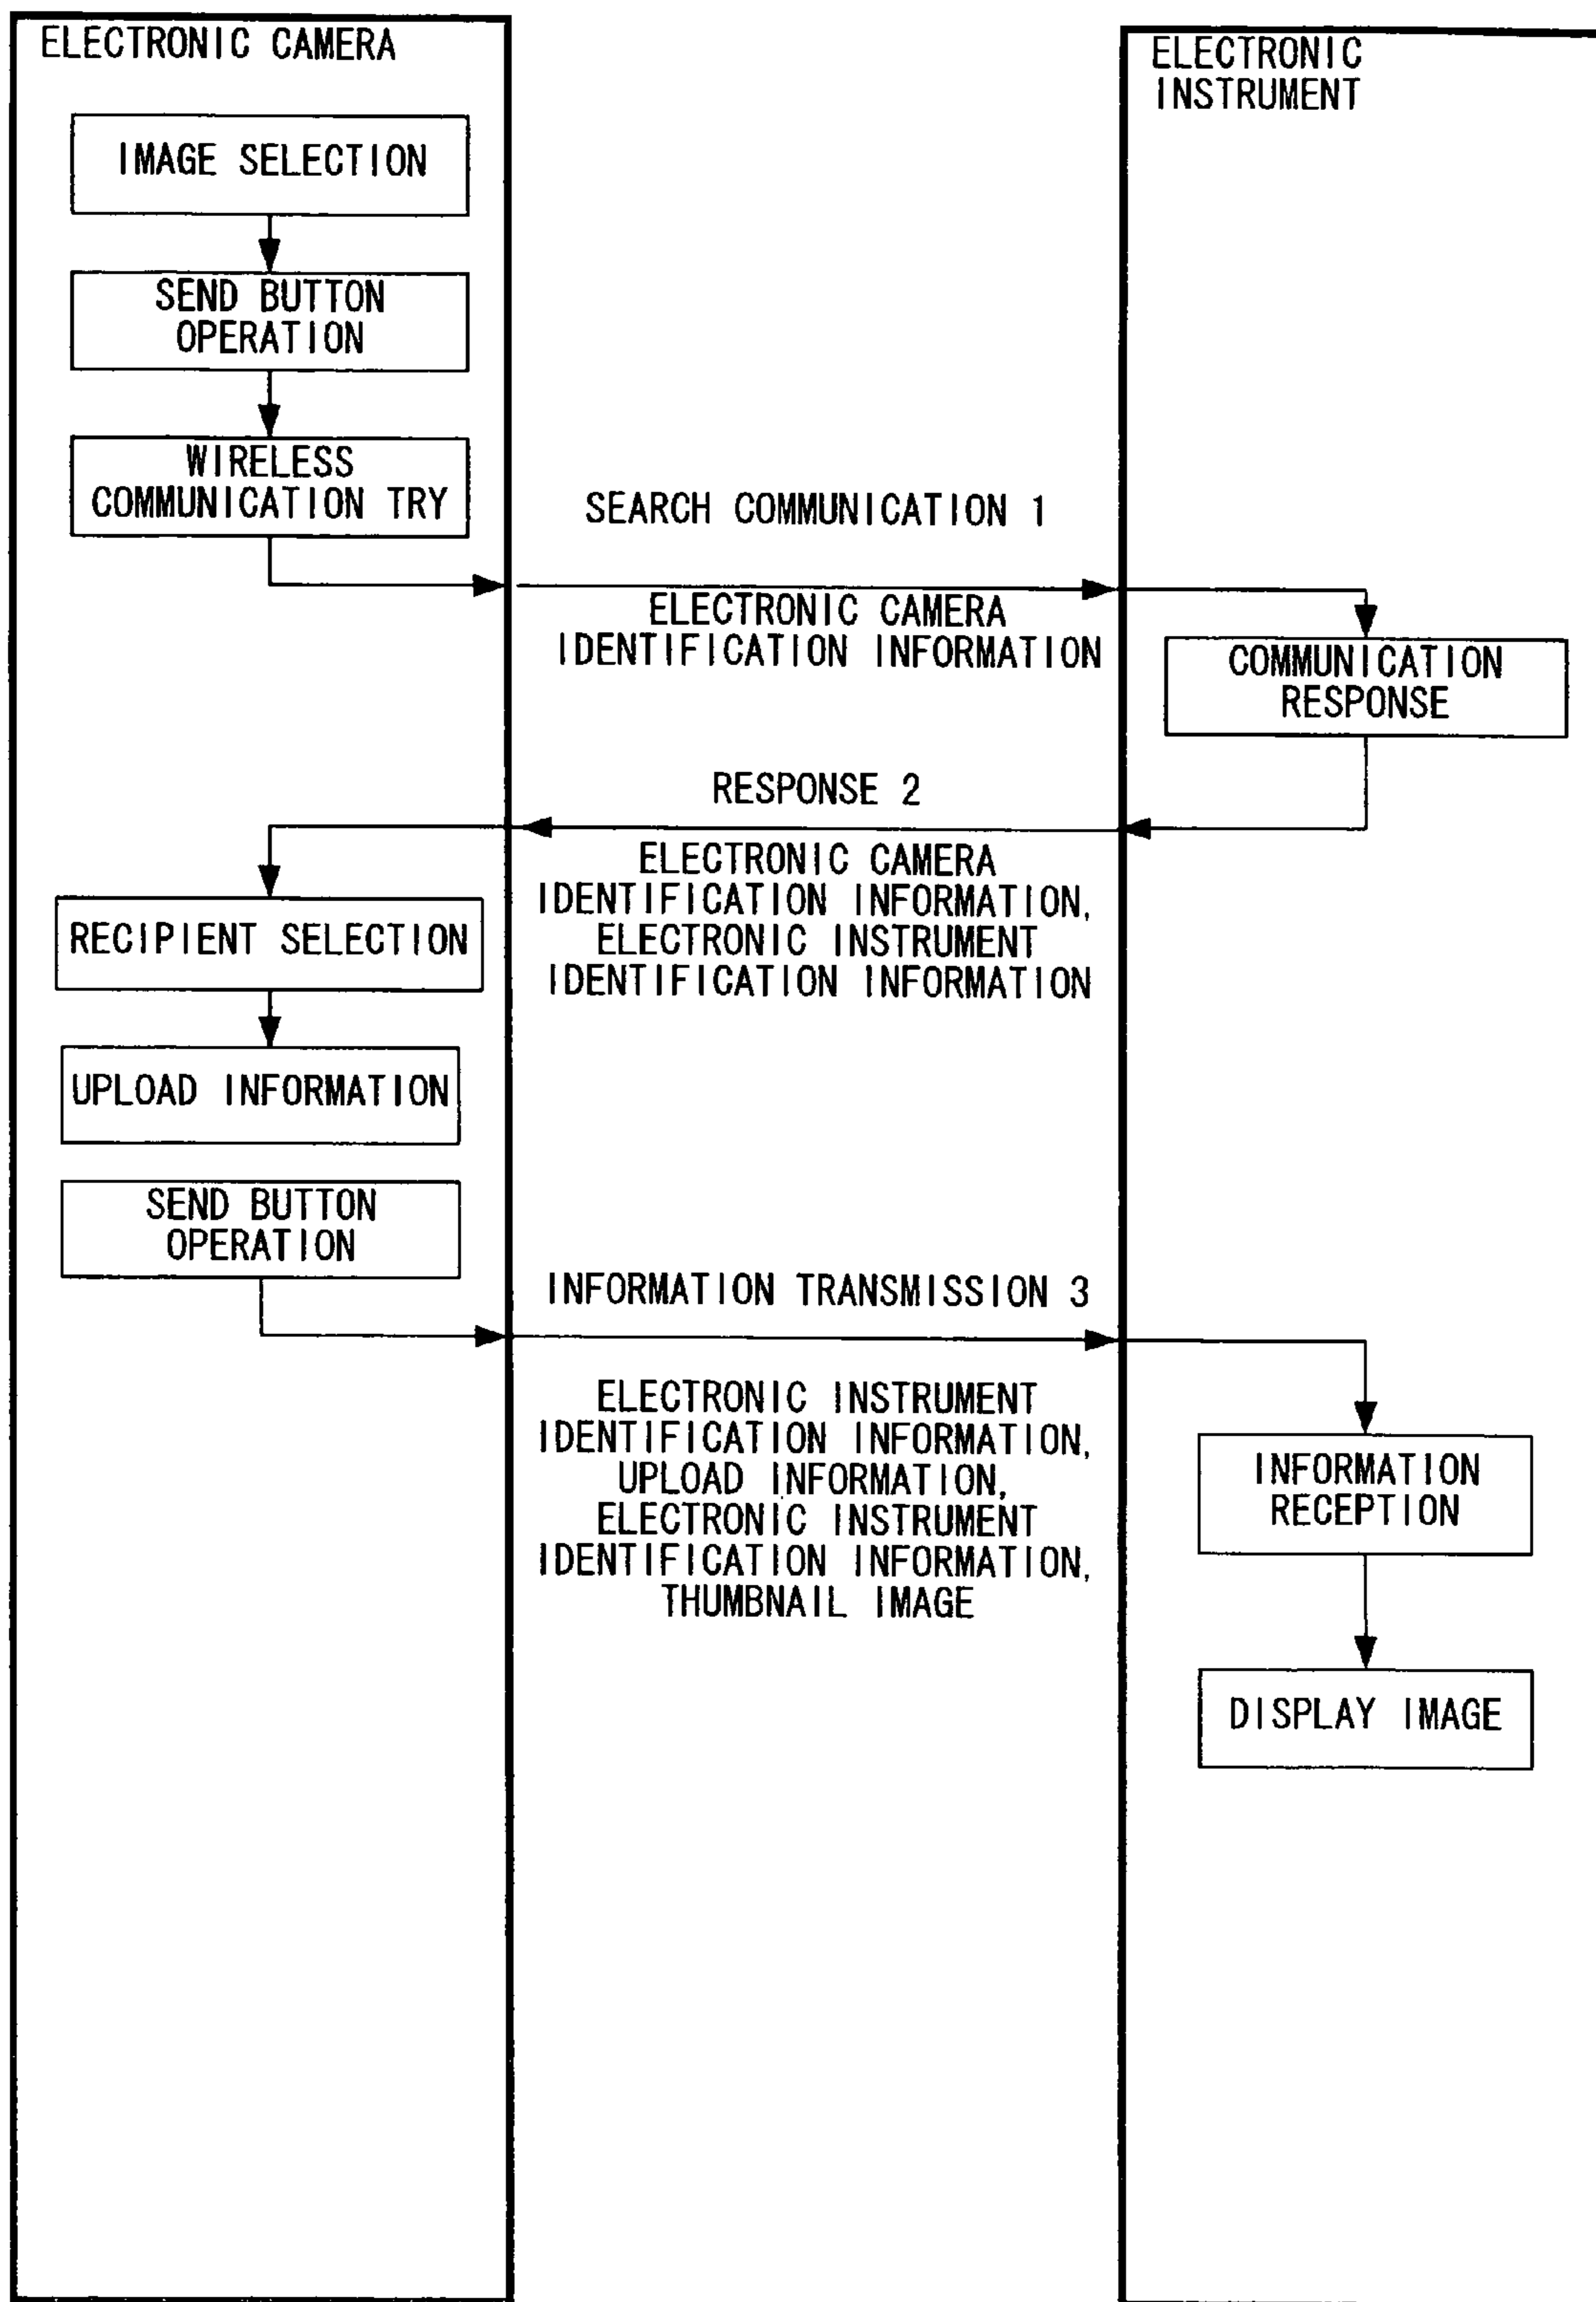 ELECTRONIC CAMERA
ELECTRONIC
INSTRUMENT
IMAGE SELECTION
SEND BUTTON
OPERATION
WIRELESS
COMMUNICATION TRY
SEARCH COMMUNICATION 1
ELECTRONIC CAMERA
IDENTIFICATION INFORMATION
COMMUNICATION
RESPONSE
RESPONSE 2
ELECTRONIC CAMERA
IDENTIFICATION INFORMATION,
ELECTRONIC INSTRUMENT
IDENTIFICATION INFORMATION
RECIPIENT SELECTION
UPLOAD INFORMATION
SEND BUTTON
OPERATION
INFORMATION TRANSMISSION 3
ELECTRONIC INSTRUMENT
IDENTIFICATION INFORMATION,
UPLOAD INFORMATION,
ELECTRONIC INSTRUMENT
IDENTIFICATION INFORMATION,
THUMBNAIL IMAGE
INFORMATION
RECEPTION
DISPLAY IMAGE